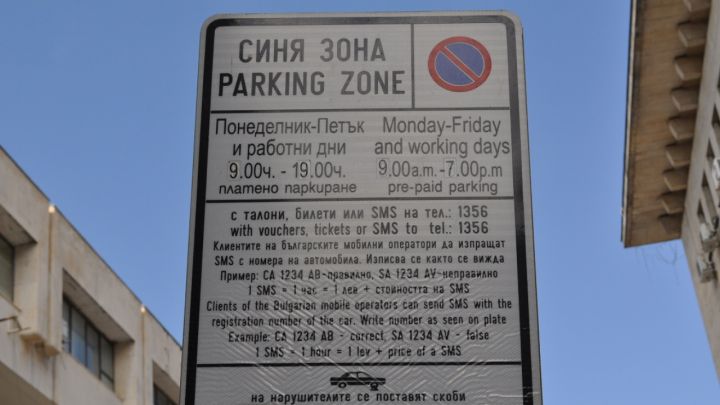 СИНЯ ЗОНА
PARKING ZONE
Понеделник-Петък
и работни дни
9.00ч. - 19.00ч.
платено паркиране
Monday-Friday
and working days
9.00a.m-7.00p.m
pre-paid parking
с талони, билети или SMS на тел.: 1356
with vouchers, tickets or SMS to tel.: 1356
Клиентите на българските мобилни оператори да изпращат
SMS с номера на автомобила. Изписва се както се вижда
Пример: СА 1234 АВ-правилно, SA 1234 AV-неправилно
1 SMS = 1 час = 1 лев + стойността на SMS
Clients of the Bulgarian mobile operators can send SMS with the
registration number of the car. Write number as seen on plate
Example: CA 1234 AB - correct, SA 1234 AV - false
1 SMS = 1 hour = 1 lev + price of a SMS
на нарушителите се поставят скоби